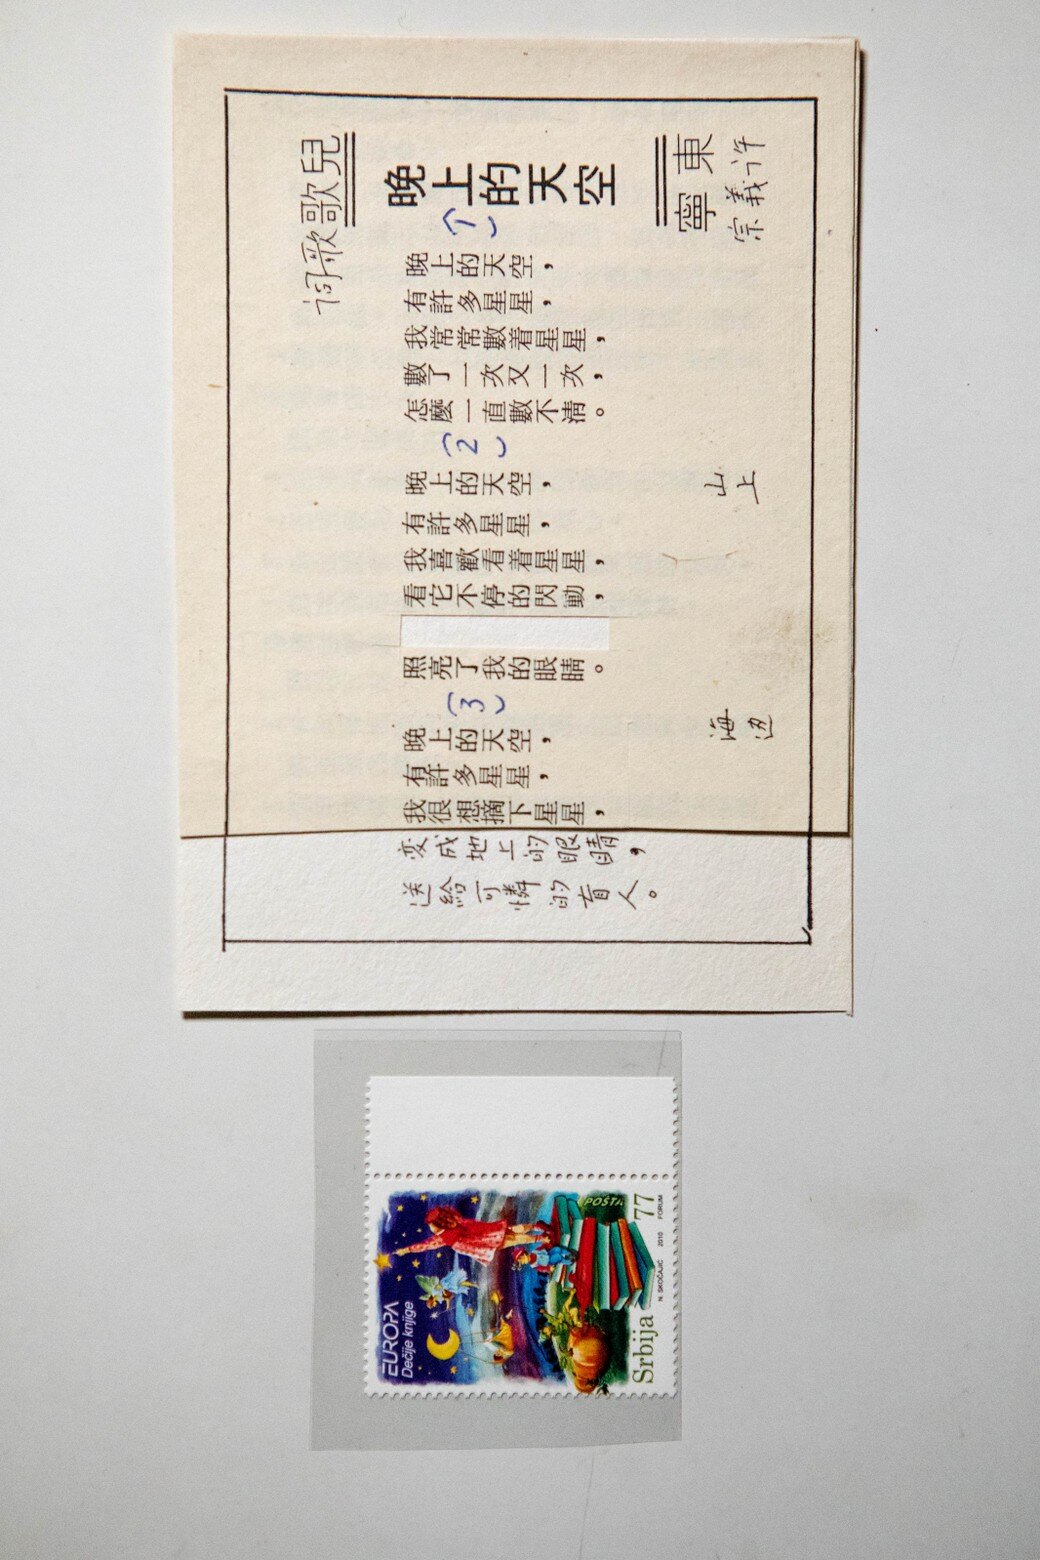 兒歌歌词
晚上的天空
東寧
许義宗
(1)
晚上的天空，
有許多星星，
我常常數着星星，
數了一次又一次，
怎麼一直數不清。
(2)
晚上的天空，
有許多星星，
我喜歡看着星星，
看它不停的閃動，
照亮了我的眼睛。
山上
(3)
晚上的天空，
有許多星星，
我很想摘下星星，
变成地上的眼睛，
送給可憐的盲人。
海边
EUROPA
Dečije knjige
POŠTA
Srbija 77
N. SKOČAJIĆ 2010 FORUM